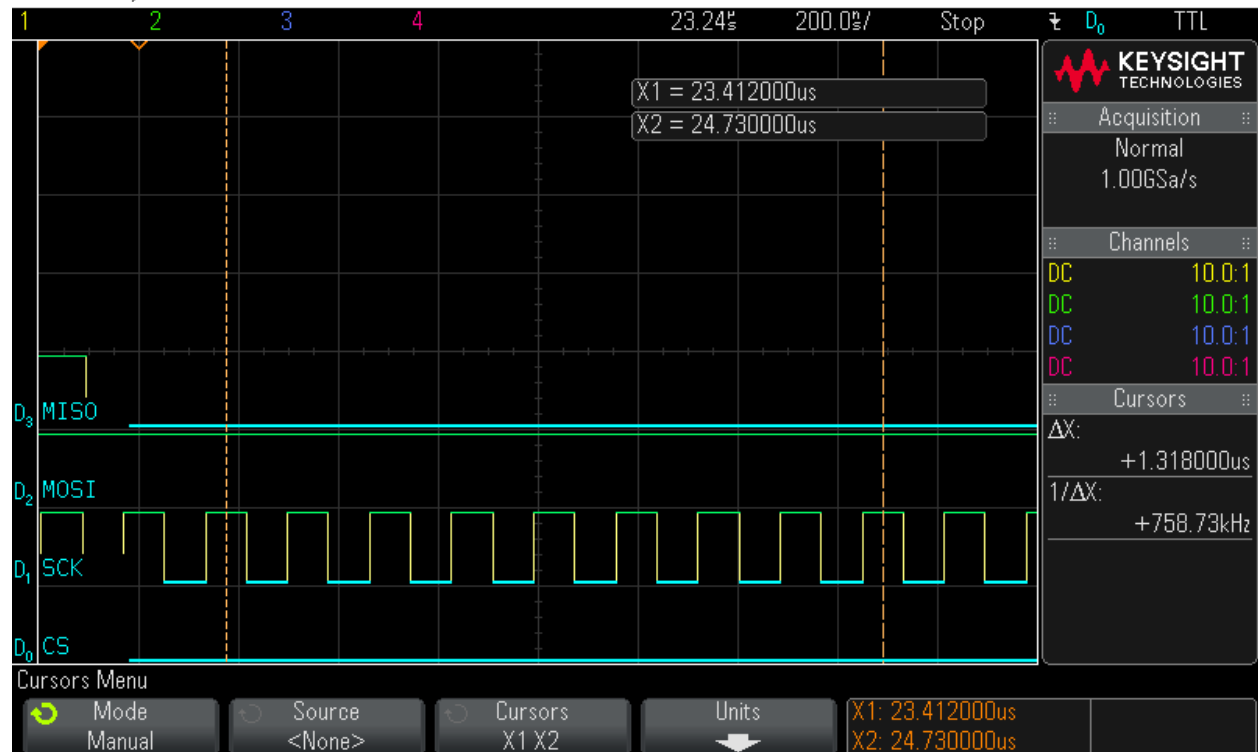 1 2 3 4 23.24µs 200.0ns/ Stop D₀ TTL
KEYSIGHT
TECHNOLOGIES
X1 = 23.412000us
X2 = 24.730000us
Acquisition
Normal
1.00GSa/s
Channels
DC 10.0:1
DC 10.0:1
DC 10.0:1
DC 10.0:1
Cursors
ΔX:
+1.318000us
1/ΔX:
+758.73kHz
D₃ MISO
D₂ MOSI
D₁ SCK
D₀ CS
Cursors Menu
Mode
Manual
Source
<None>
Cursors
X1 X2
Units
X1: 23.412000us
X2: 24.730000us